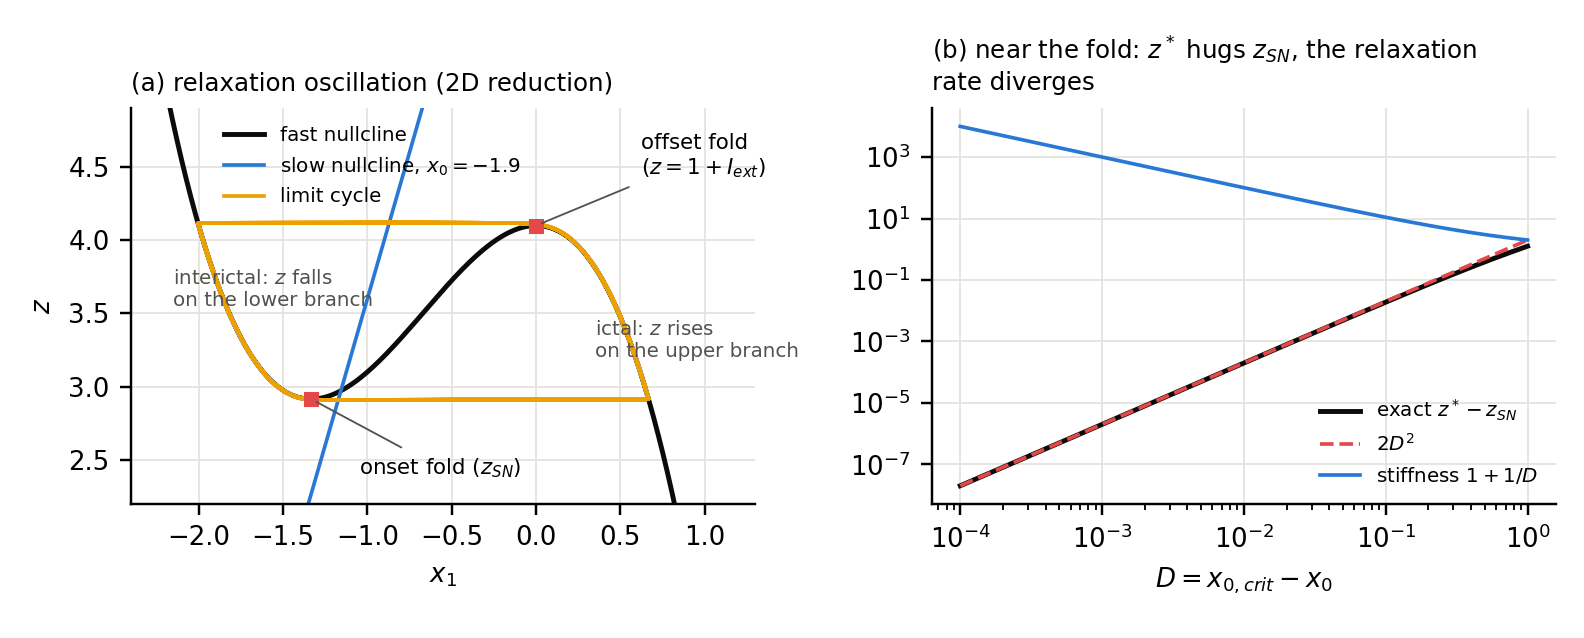 (a) relaxation oscillation (2D reduction)
fast nullcline
slow nullcline, x₀ = −1.9
limit cycle
offset fold
(z = 1 + I_ext)
interictal: z falls
on the lower branch
ictal: z rises
on the upper branch
onset fold (z_SN)
z
4.5
4.0
3.5
3.0
2.5
−2.0 −1.5 −1.0 −0.5 0.0 0.5 1.0
x₁
(b) near the fold: z* hugs z_SN, the relaxation
rate diverges
10³
10¹
10⁻¹
10⁻³
10⁻⁵
10⁻⁷
exact z* − z_SN
2D²
stiffness 1 + 1/D
10⁻⁴ 10⁻³ 10⁻² 10⁻¹ 10⁰
D = x_0,crit − x₀